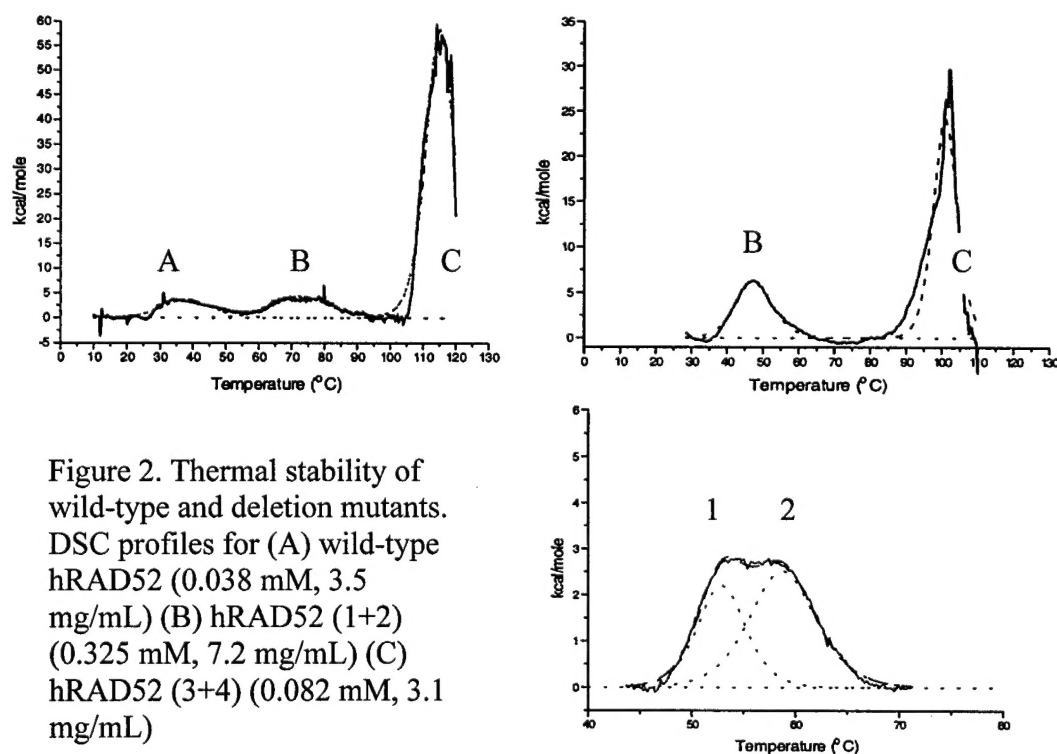 60
55
50
45
40
35
30
25
20
15
10
5
0
-5
kcal/mole
A
B
C
0 10 20 30 40 50 60 70 80 90 100 110 120 130
Temperature (°C)
35
30
25
20
15
10
5
0
kcal/mole
B
C
0 10 20 30 40 50 60 70 80 90 100 110 120 130
Temperature (°C)
Figure 2. Thermal stability of
wild-type and deletion mutants.
DSC profiles for (A) wild-type
hRAD52 (0.038 mM, 3.5
mg/mL) (B) hRAD52 (1+2)
(0.325 mM, 7.2 mg/mL) (C)
hRAD52 (3+4) (0.082 mM, 3.1
mg/mL)
6
5
4
3
2
1
0
kcal/mole
1 2
40 50 60 70 80
Temperature (°C)